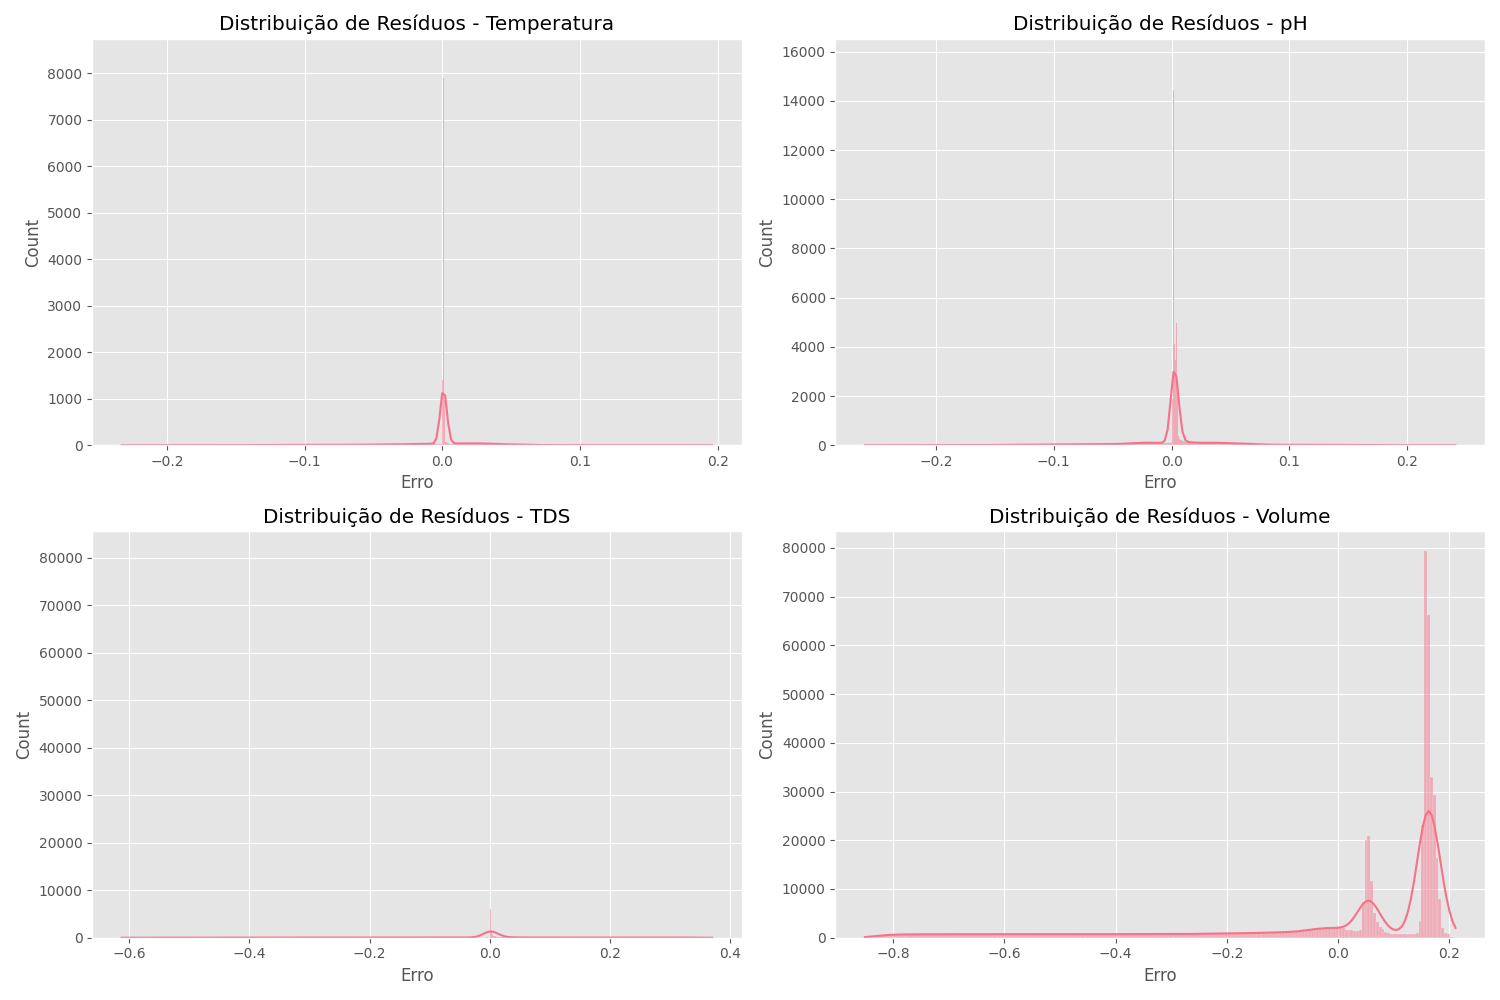 Distribuição de Resíduos - Temperatura
8000
7000
6000
5000
4000
3000
2000
1000
0
Count
−0.2 −0.1 0.0 0.1 0.2
Erro
Distribuição de Resíduos - pH
16000
14000
12000
10000
8000
6000
4000
2000
0
Count
−0.2 −0.1 0.0 0.1 0.2
Erro
Distribuição de Resíduos - TDS
80000
70000
60000
50000
40000
30000
20000
10000
0
Count
−0.6 −0.4 −0.2 0.0 0.2 0.4
Erro
Distribuição de Resíduos - Volume
80000
70000
60000
50000
40000
30000
20000
10000
0
Count
−0.8 −0.6 −0.4 −0.2 0.0 0.2
Erro